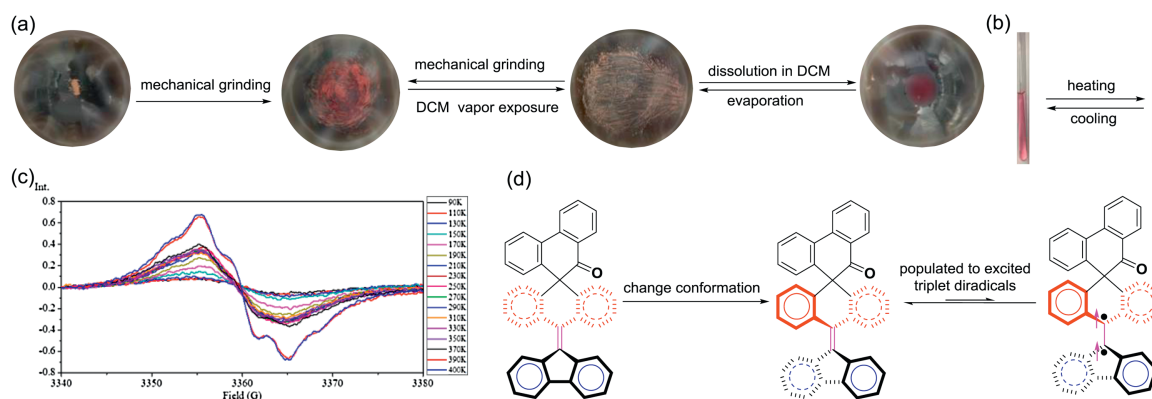 (a)
mechanical grinding
mechanical grinding
DCM vapor exposure
dissolution in DCM
evaporation
(b)
heating
cooling
(c)
Int.
0.8
0.6
0.4
0.2
0.0
-0.2
-0.4
-0.6
-0.8
3340
3350
3360
3370
3380
Field (G)
90K
110K
130K
150K
170K
190K
210K
230K
250K
270K
290K
310K
330K
350K
370K
390K
400K
(d)
O
change conformation
O
populated to excited
triplet diradicals
O